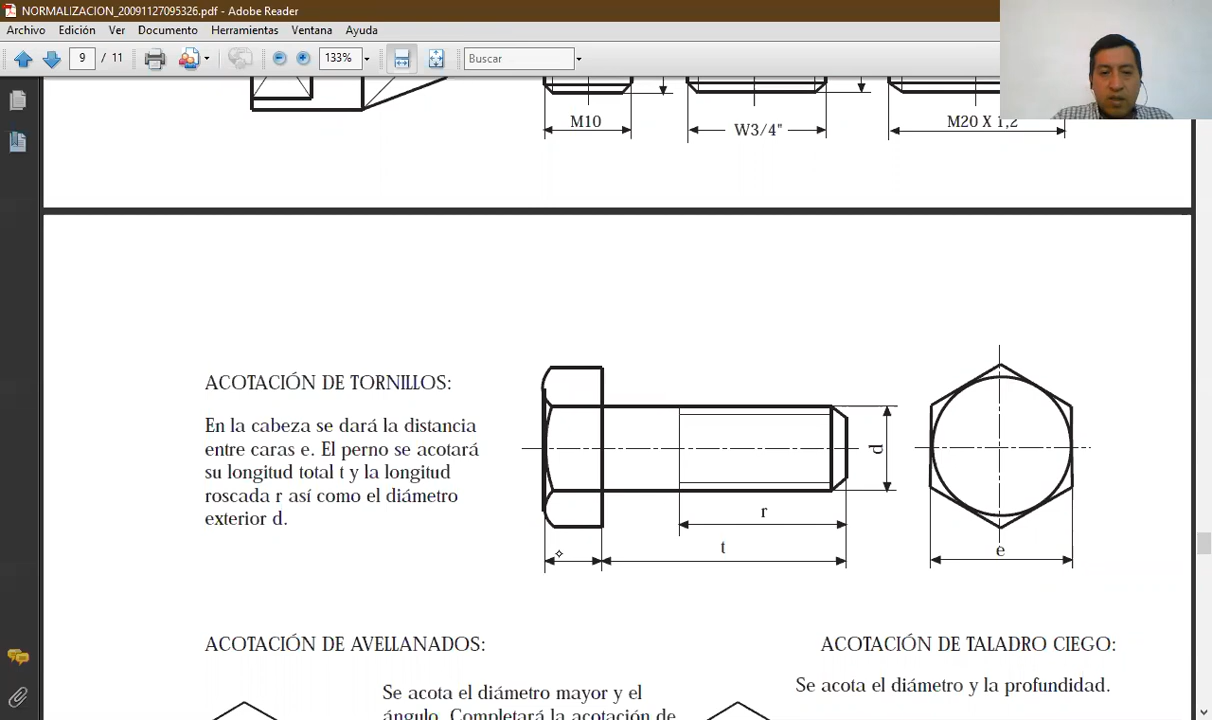 NORMALIZACION_20091127095326.pdf - Adobe Reader
Archivo Edición Ver Documento Herramientas Ventana Ayuda
9 / 11 133% Buscar
M10 W3/4" M20 X 1,2
ACOTACIÓN DE TORNILLOS:
En la cabeza se dará la distancia
entre caras e. El perno se acotará
su longitud total t y la longitud
roscada r así como el diámetro
exterior d.
d
r
t
e
ACOTACIÓN DE AVELLANADOS:
Se acota el diámetro mayor y el
ángulo. Completará la acotación de
ACOTACIÓN DE TALADRO CIEGO:
Se acota el diámetro y la profundidad.